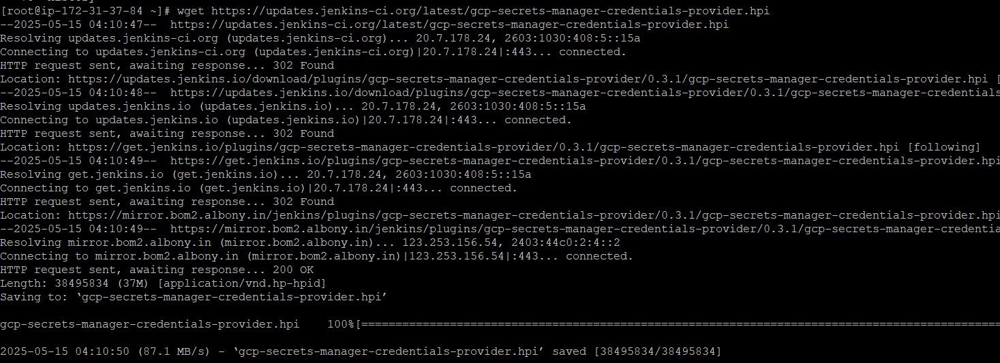 [root@ip-172-31-37-84 ~]# wget https://updates.jenkins-ci.org/latest/gcp-secrets-manager-credentials-provider.hpi
--2025-05-15 04:10:47--  https://updates.jenkins-ci.org/latest/gcp-secrets-manager-credentials-provider.hpi
Resolving updates.jenkins-ci.org (updates.jenkins-ci.org)... 20.7.178.24, 2603:1030:408:5::15a
Connecting to updates.jenkins-ci.org (updates.jenkins-ci.org)|20.7.178.24|:443... connected.
HTTP request sent, awaiting response... 302 Found
Location: https://updates.jenkins.io/download/plugins/gcp-secrets-manager-credentials-provider/0.3.1/gcp-secrets-manager-credentials-provider.hpi [
--2025-05-15 04:10:48--  https://updates.jenkins.io/download/plugins/gcp-secrets-manager-credentials-provider/0.3.1/gcp-secrets-manager-credentials
Resolving updates.jenkins.io (updates.jenkins.io)... 20.7.178.24, 2603:1030:408:5::15a
Connecting to updates.jenkins.io (updates.jenkins.io)|20.7.178.24|:443... connected.
HTTP request sent, awaiting response... 302 Found
Location: https://get.jenkins.io/plugins/gcp-secrets-manager-credentials-provider/0.3.1/gcp-secrets-manager-credentials-provider.hpi [following]
--2025-05-15 04:10:49--  https://get.jenkins.io/plugins/gcp-secrets-manager-credentials-provider/0.3.1/gcp-secrets-manager-credentials-provider.hpi
Resolving get.jenkins.io (get.jenkins.io)... 20.7.178.24, 2603:1030:408:5::15a
Connecting to get.jenkins.io (get.jenkins.io)|20.7.178.24|:443... connected.
HTTP request sent, awaiting response... 302 Found
Location: https://mirror.bom2.albony.in/jenkins/plugins/gcp-secrets-manager-credentials-provider/0.3.1/gcp-secrets-manager-credentials-provider.hpi
--2025-05-15 04:10:49--  https://mirror.bom2.albony.in/jenkins/plugins/gcp-secrets-manager-credentials-provider/0.3.1/gcp-secrets-manager-credentia
Resolving mirror.bom2.albony.in (mirror.bom2.albony.in)... 123.253.156.54, 2403:44c0:2:4::2
Connecting to mirror.bom2.albony.in (mirror.bom2.albony.in)|123.253.156.54|:443... connected.
HTTP request sent, awaiting response... 200 OK
Length: 38495834 (37M) [application/vnd.hp-hpid]
Saving to: ‘gcp-secrets-manager-credentials-provider.hpi’
gcp-secrets-manager-credentials-provider.hpi    100%[==============================================================================================
2025-05-15 04:10:50 (87.1 MB/s) - ‘gcp-secrets-manager-credentials-provider.hpi’ saved [38495834/38495834]